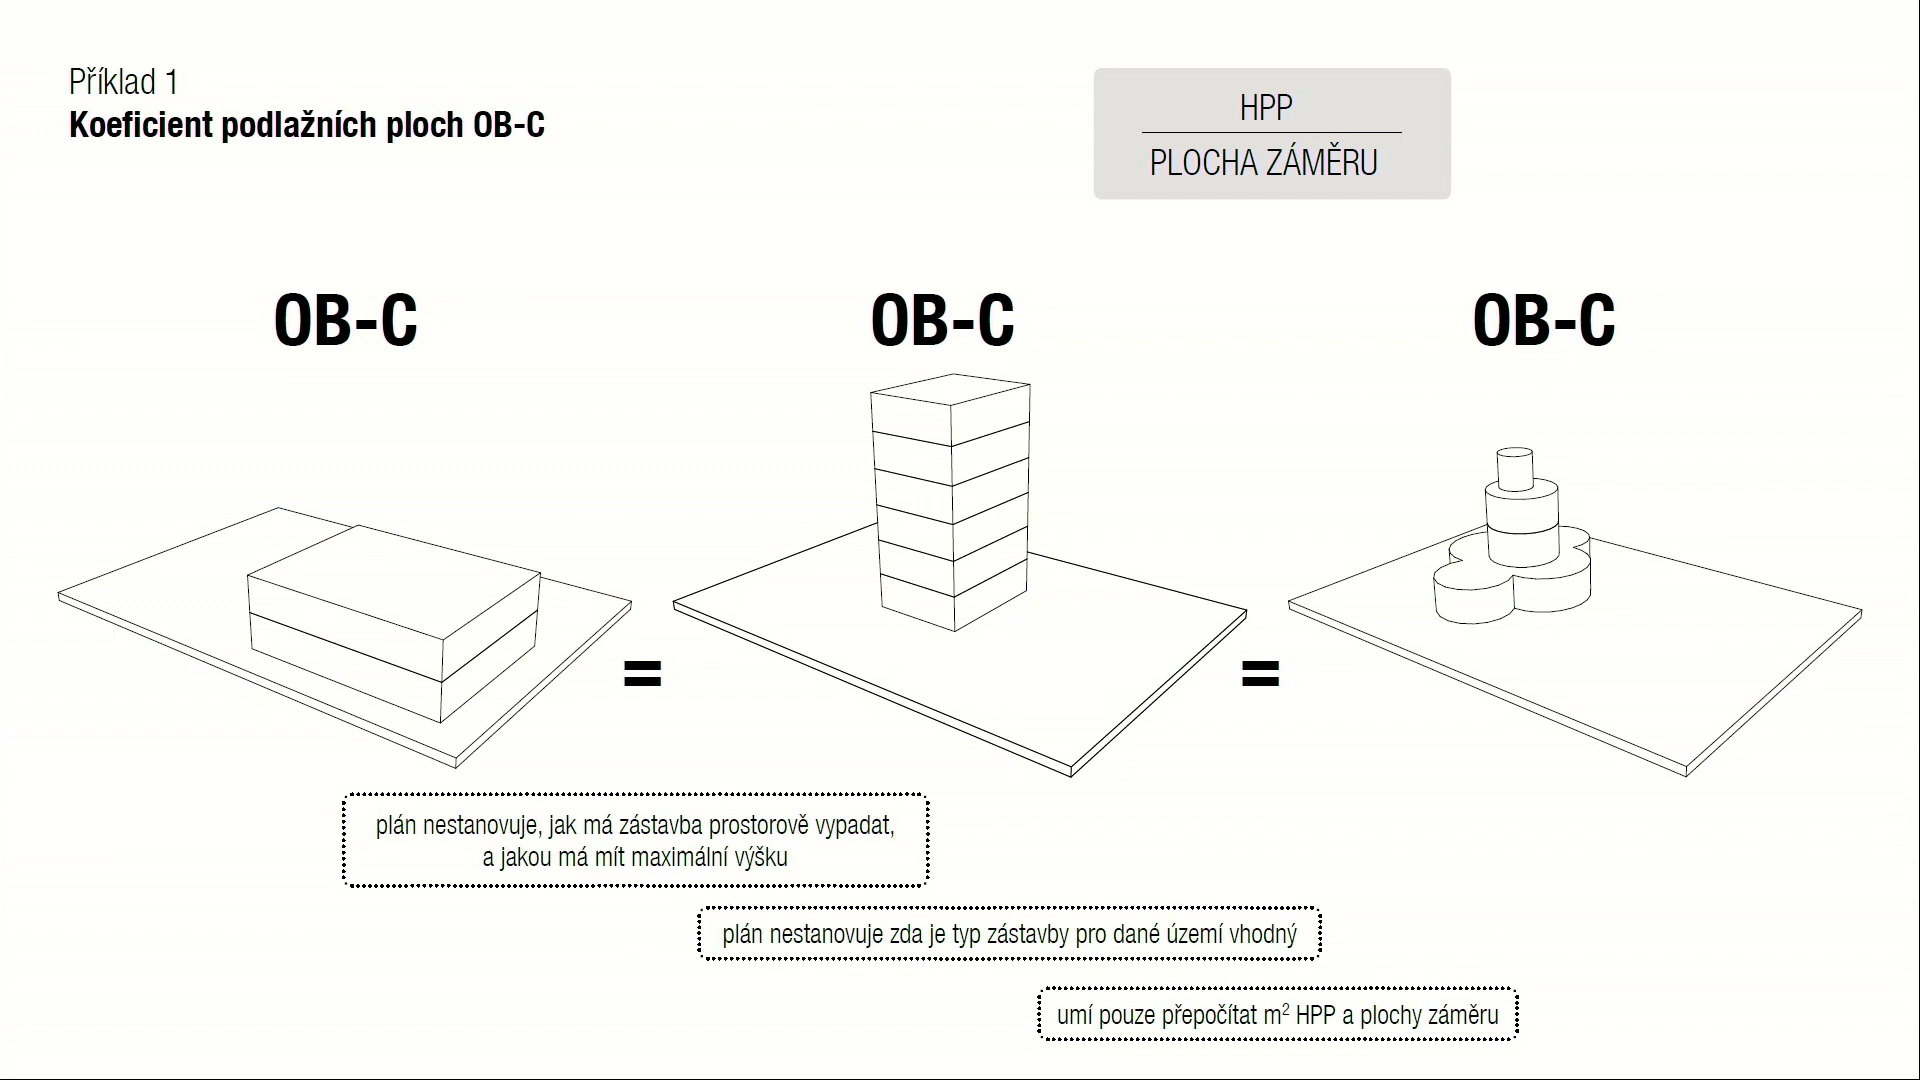 Příklad 1
Koeficient podlažních ploch OB-C
HPP
PLOCHA ZÁMĚRU
OB-C
OB-C
OB-C
=
=
plán nestanovuje, jak má zástavba prostorově vypadat,
a jakou má mít maximální výšku
plán nestanovuje zda je typ zástavby pro dané území vhodný
umí pouze přepočítat m² HPP a plochy záměru